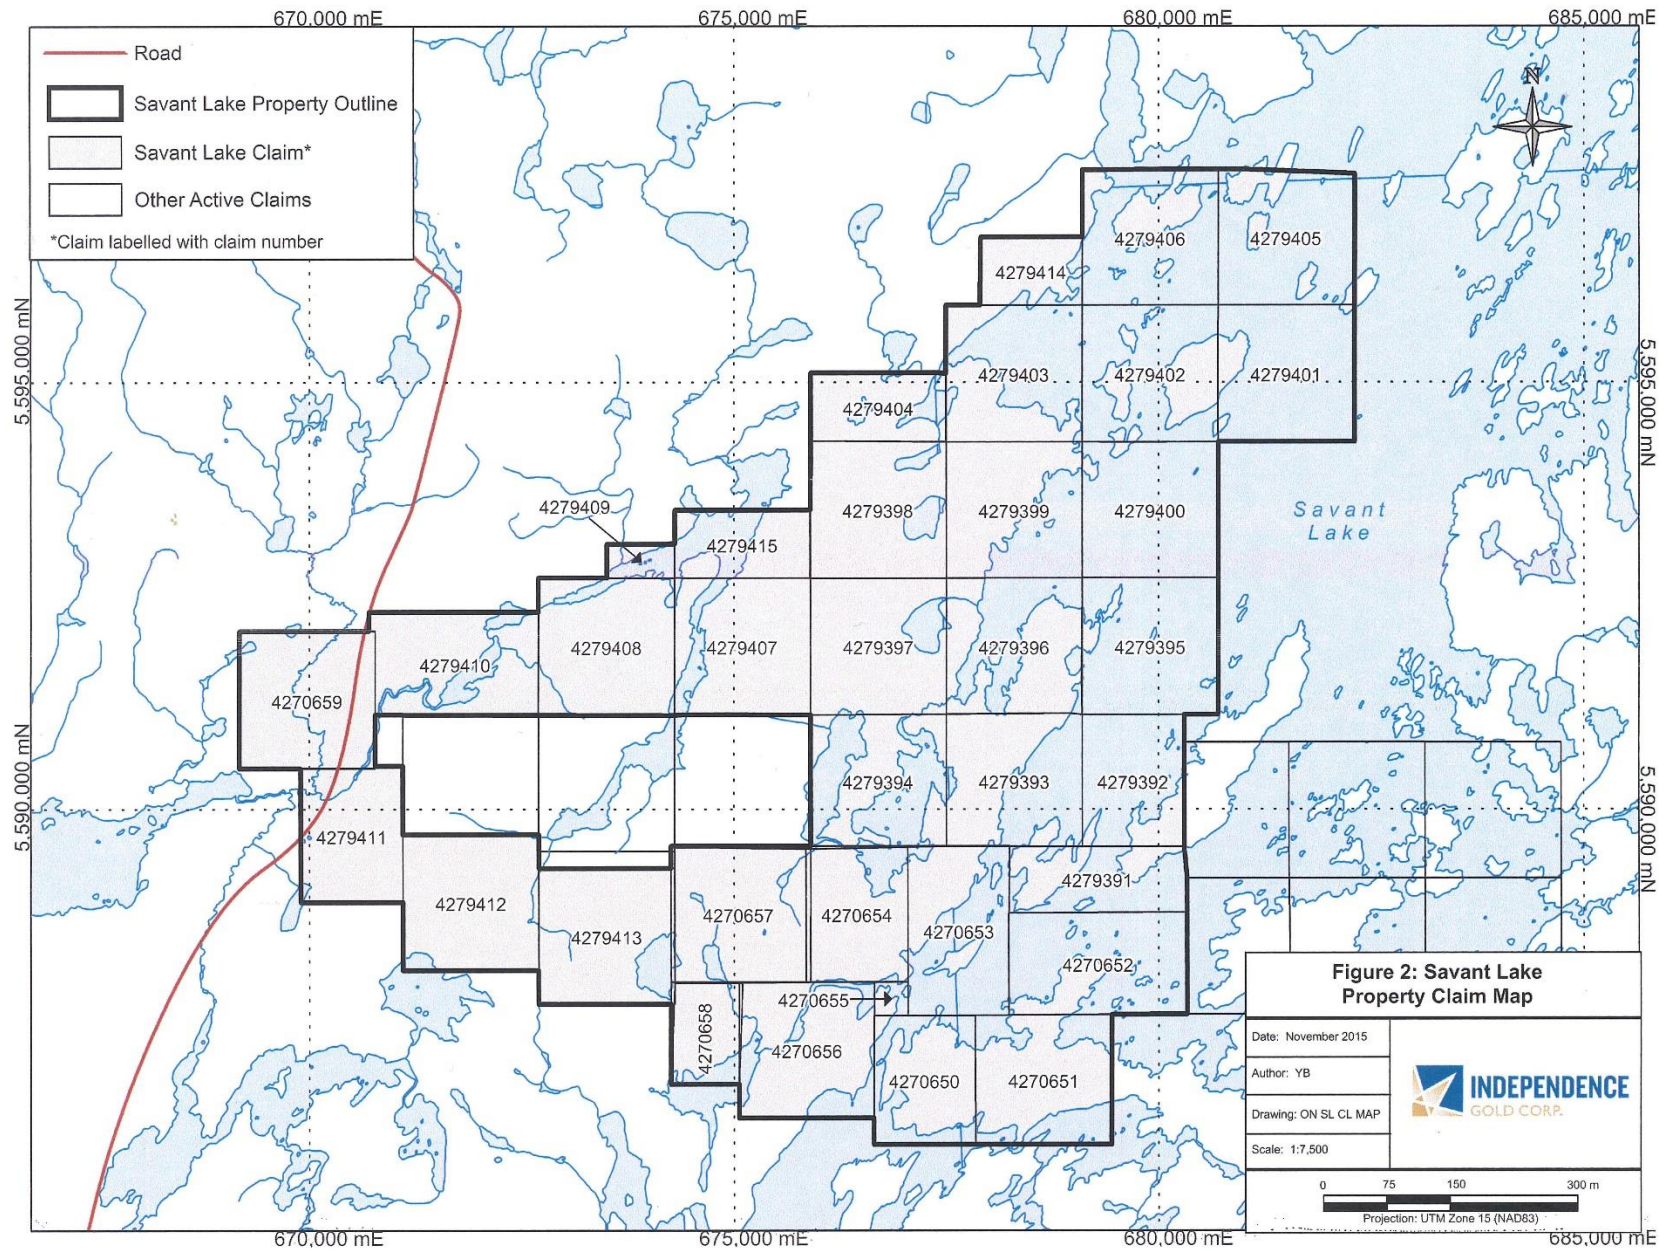 670,000 mE
675,000 mE
680,000 mE
685,000 mE
Road
Savant Lake Property Outline
Savant Lake Claim*
Other Active Claims
*Claim labelled with claim number
N
4279406
4279405
4279414
5,595,000 mN
5,595,000 mN
4279403
4279402
4279401
4279404
4279409
4279398
4279399
4279400
Savant
Lake
4279415
4279410
4279408
4279407
4279397
4279396
4279395
4270659
5,590,000 mN
5,590,000 mN
4279394
4279393
4279392
4279411
4279391
4279412
4279413
4270657
4270654
4270653
4270652
4270655
4270658
4270656
4270650
4270651
Figure 2: Savant Lake
Property Claim Map
Date: November 2015
Author: YB
Drawing: ON SL CL MAP
Scale: 1:7,500
INDEPENDENCE
GOLD CORP.
0 75 150 300 m
Projection: UTM Zone 15 (NAD83)
670,000 mE
675,000 mE
680,000 mE
685,000 mE